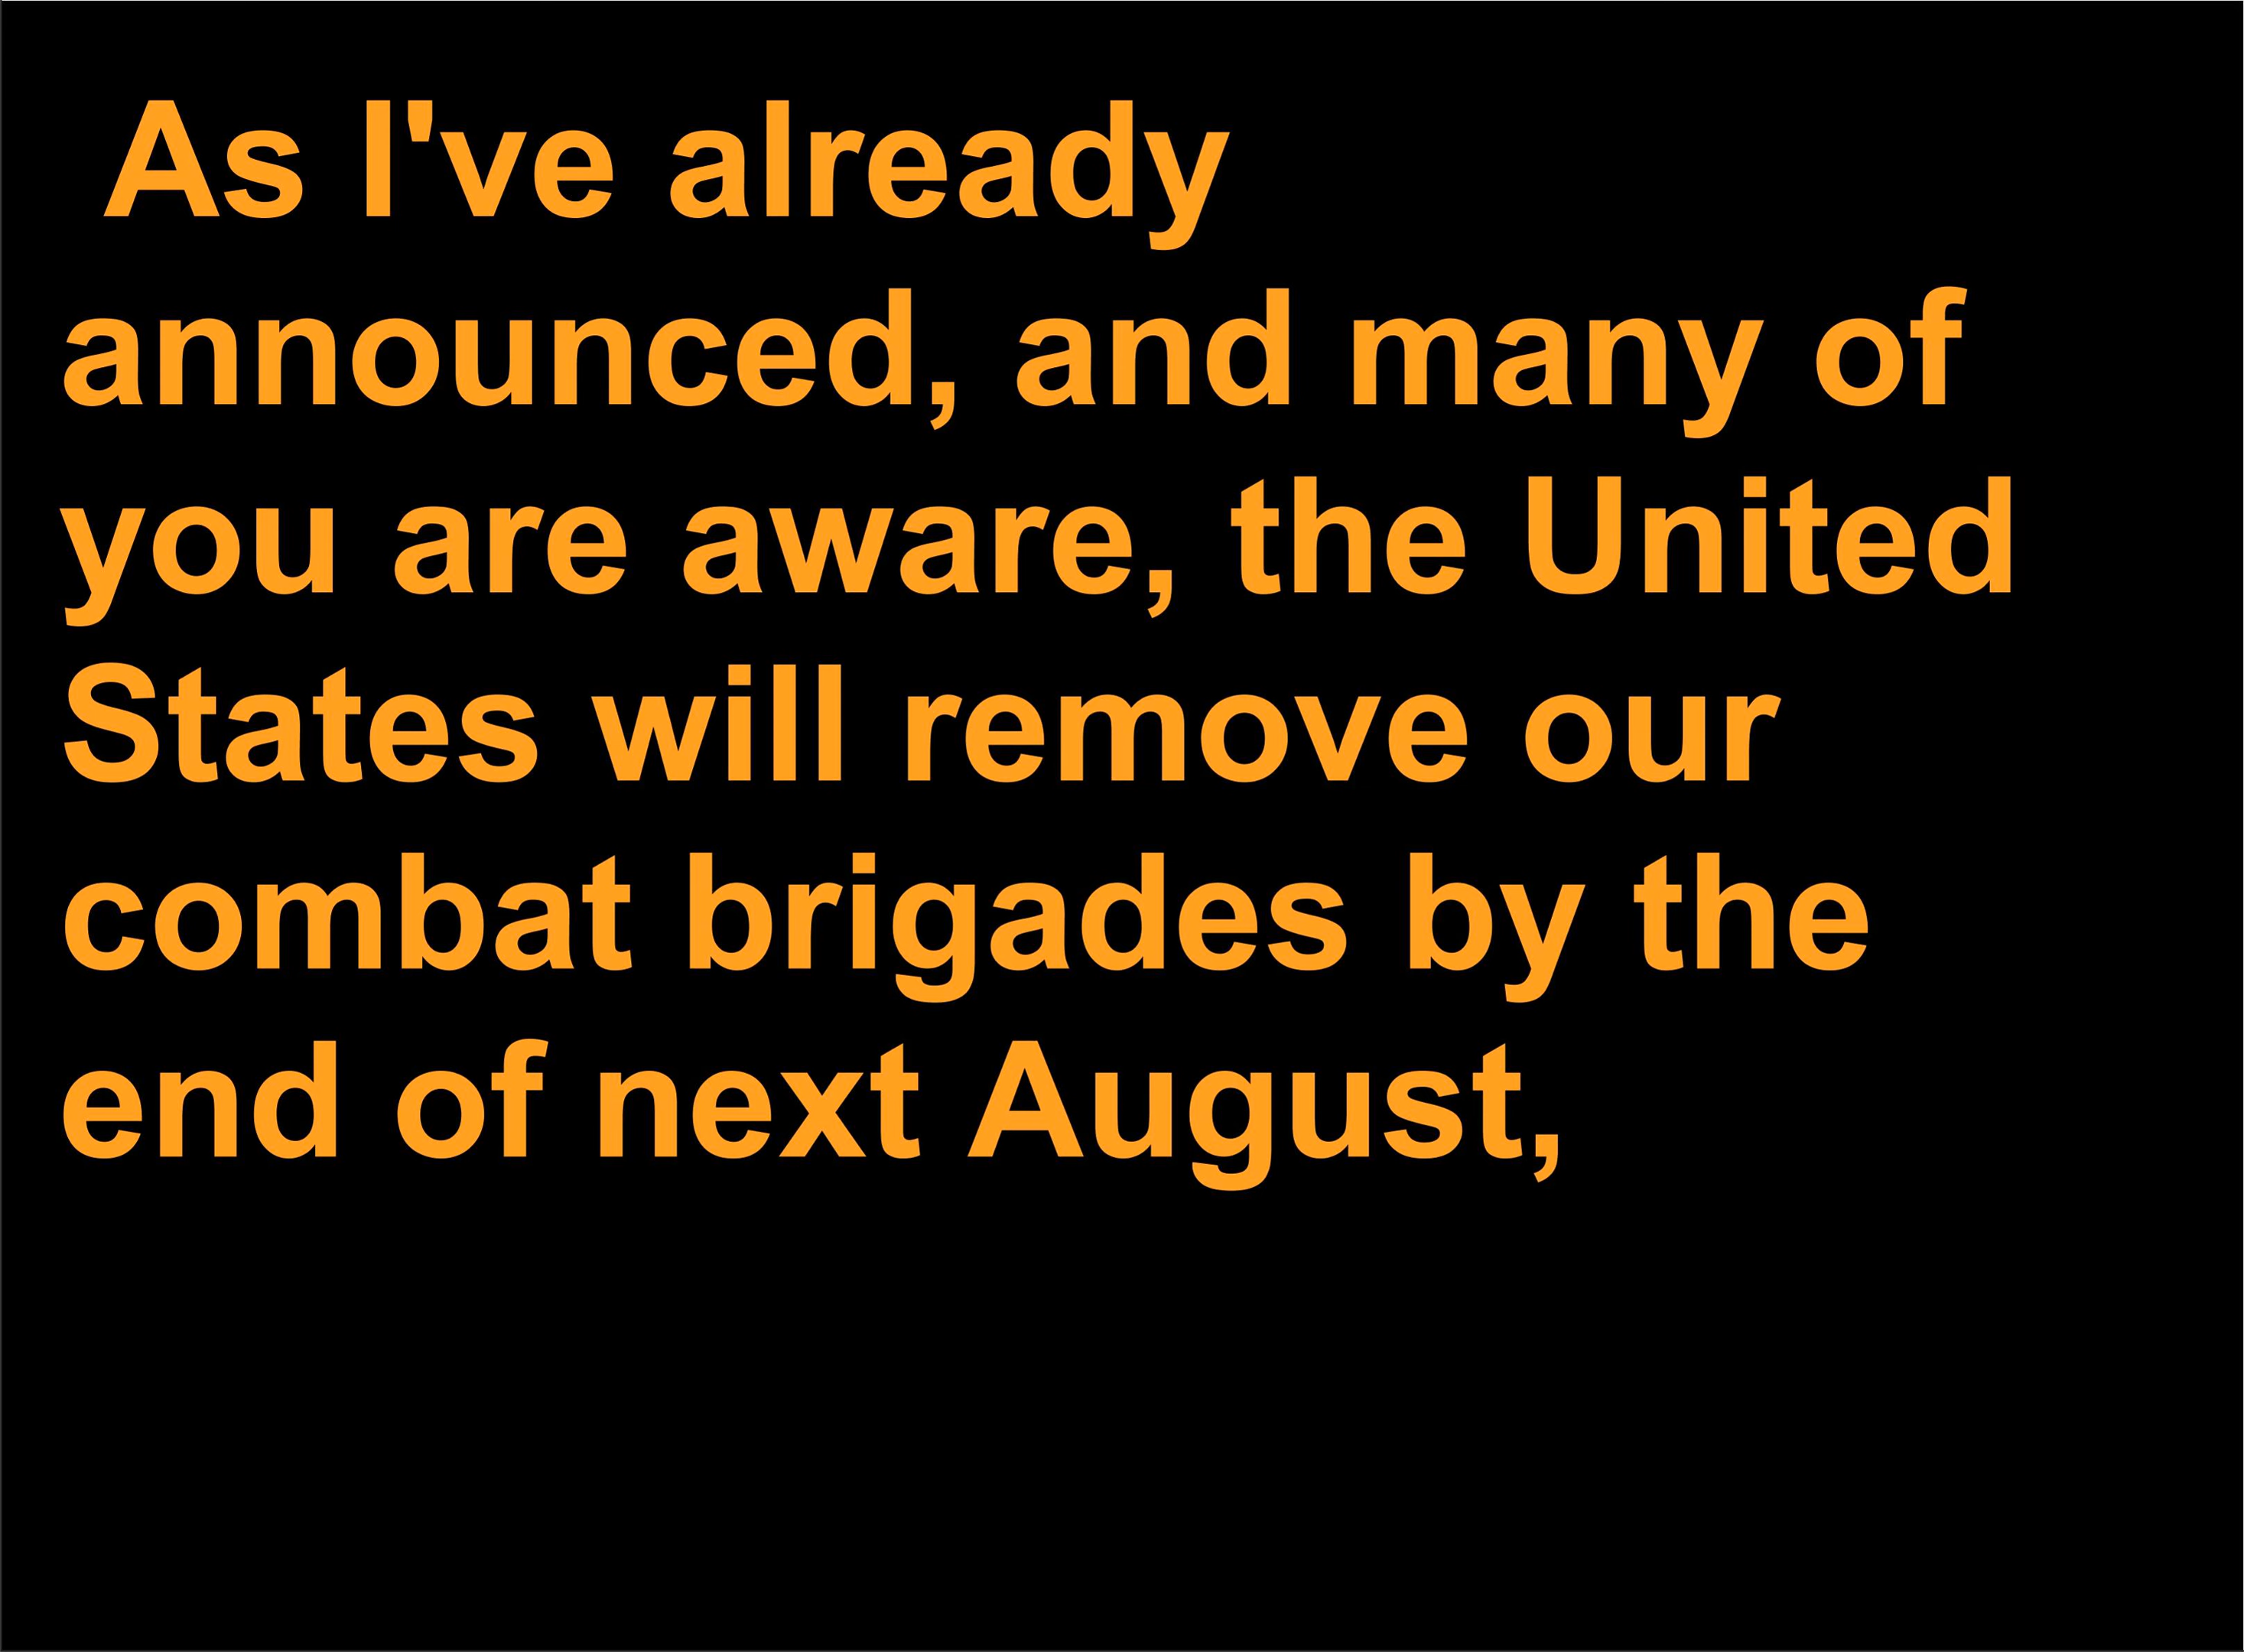 As I've already
announced, and many of
you are aware, the United
States will remove our
combat brigades by the
end of next August,